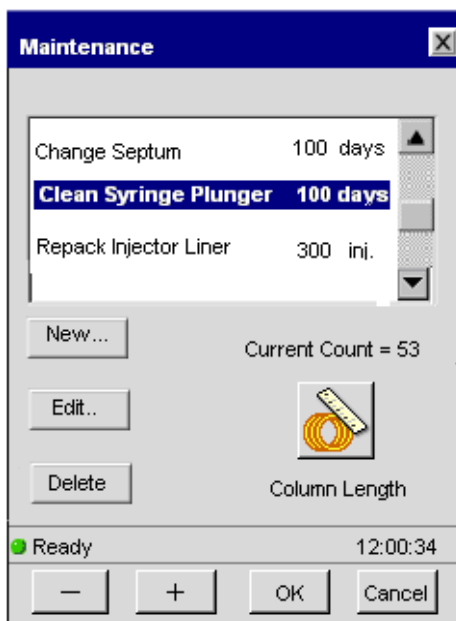 Maintenance
Change Septum 100 days
Clean Syringe Plunger 100 days
Repack Injector Liner 300 inj.
New...
Current Count = 53
Edit..
Delete
Column Length
Ready 12:00:34
— + OK Cancel